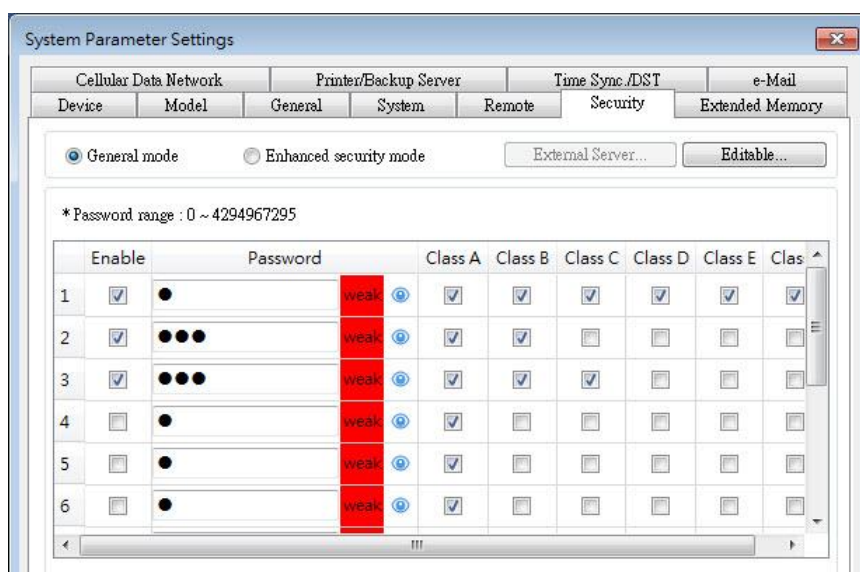 System Parameter Settings
Cellular Data Network Printer/Backup Server Time Sync./DST e-Mail
Device Model General System Remote Security Extended Memory
General mode Enhanced security mode External Server... Editable...
* Password range : 0 ~ 4294967295
Enable Password Class A Class B Class C Class D Class E Clas
1 weak
2 weak
3 weak
4 weak
5 weak
6 weak